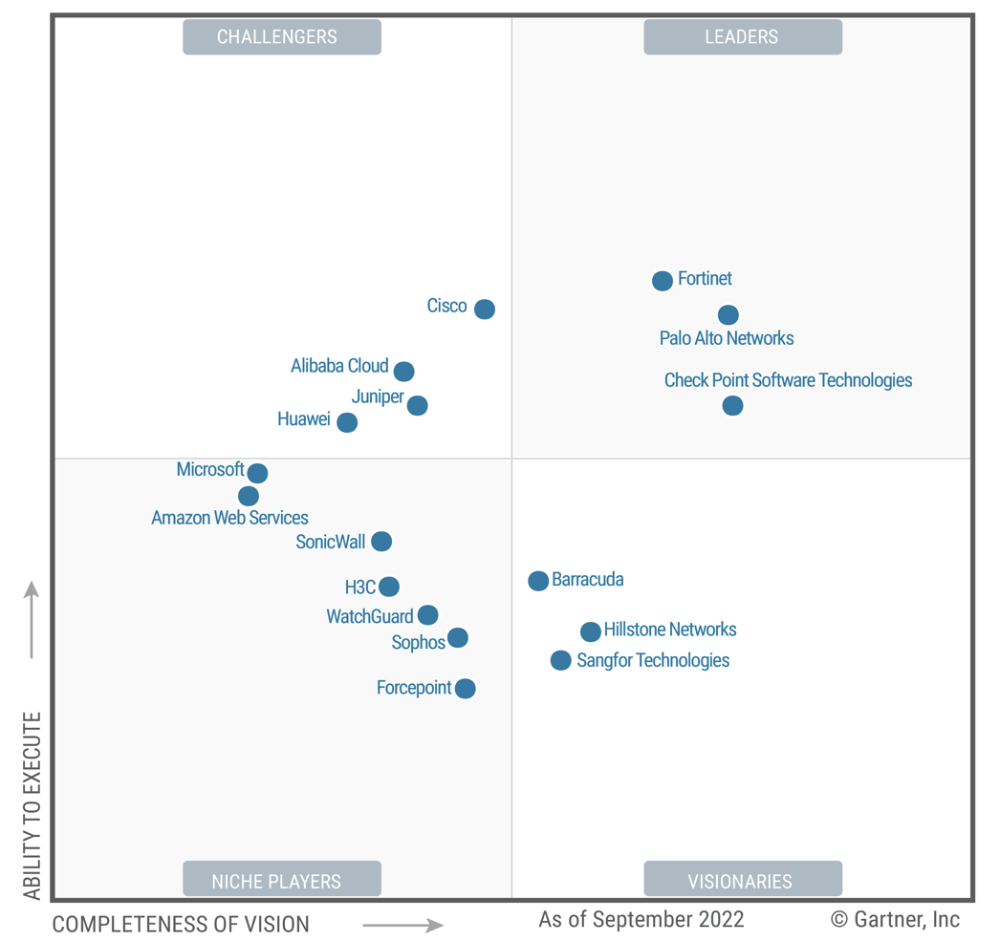 CHALLENGERS
LEADERS
Fortinet
Cisco
Palo Alto Networks
Alibaba Cloud
Check Point Software Technologies
Juniper
Huawei
Microsoft
Amazon Web Services
SonicWall
Barracuda
H3C
WatchGuard
Hillstone Networks
Sophos
Sangfor Technologies
Forcepoint
ABILITY TO EXECUTE
NICHE PLAYERS
VISIONARIES
COMPLETENESS OF VISION
As of September 2022
© Gartner, Inc